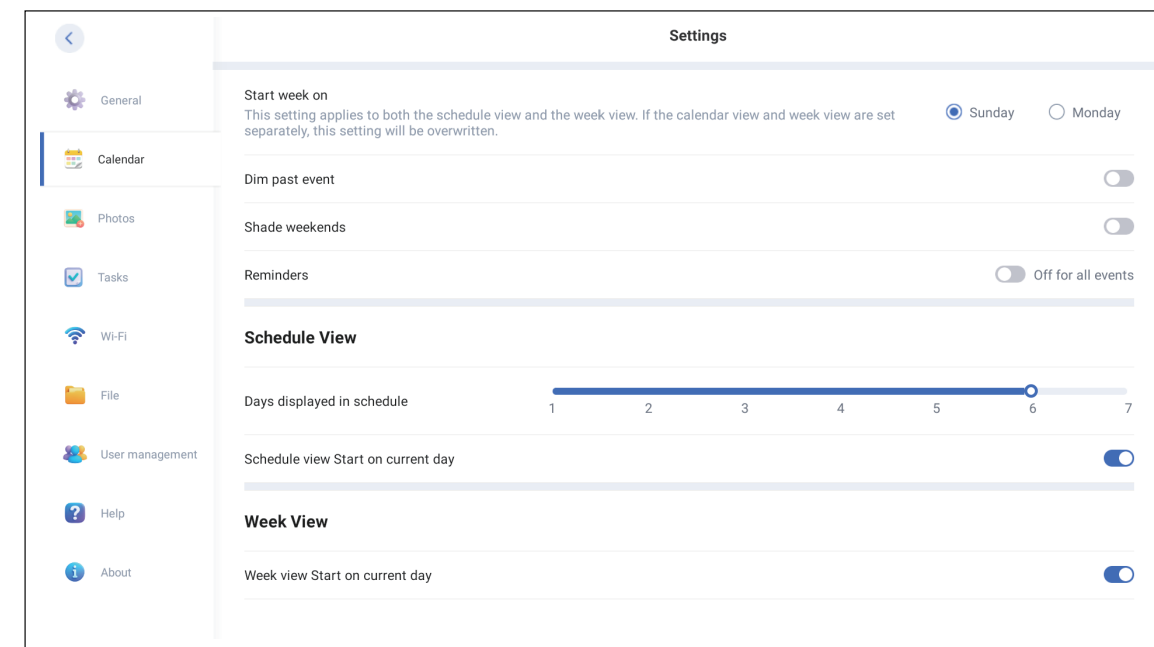 Settings
General
Calendar
Photos
Tasks
Wi-Fi
File
User management
Help
About
Start week on
This setting applies to both the schedule view and the week view. If the calendar view and week view are set
separately, this setting will be overwritten.
Sunday
Monday
Dim past event
Shade weekends
Reminders
Off for all events
Schedule View
Days displayed in schedule
1 2 3 4 5 6 7
Schedule view Start on current day
Week View
Week view Start on current day